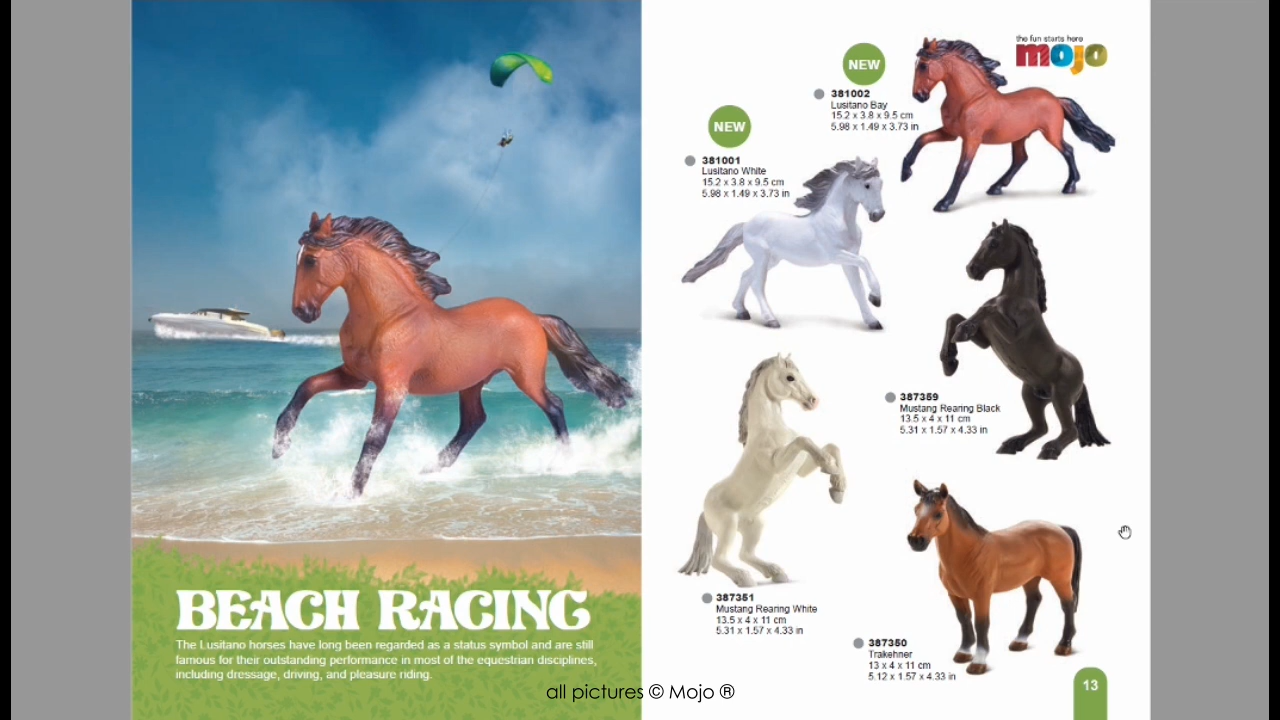 BEACH RACING
The Lusitano horses have long been regarded as a status symbol and are still
famous for their outstanding performance in most of the equestrian disciplines,
including dressage, driving, and pleasure riding.
the fun starts here
mojo
NEW
381002
Lusitano Bay
15.2 x 3.8 x 9.5 cm
5.98 x 1.49 x 3.73 in
NEW
381001
Lusitano White
15.2 x 3.8 x 9.5 cm
5.98 x 1.49 x 3.73 in
387359
Mustang Rearing Black
13.5 x 4 x 11 cm
5.31 x 1.57 x 4.33 in
387351
Mustang Rearing White
13.5 x 4 x 11 cm
5.31 x 1.57 x 4.33 in
387350
Trakehner
13 x 4 x 11 cm
5.12 x 1.57 x 4.33 in
13
all pictures © Mojo ®